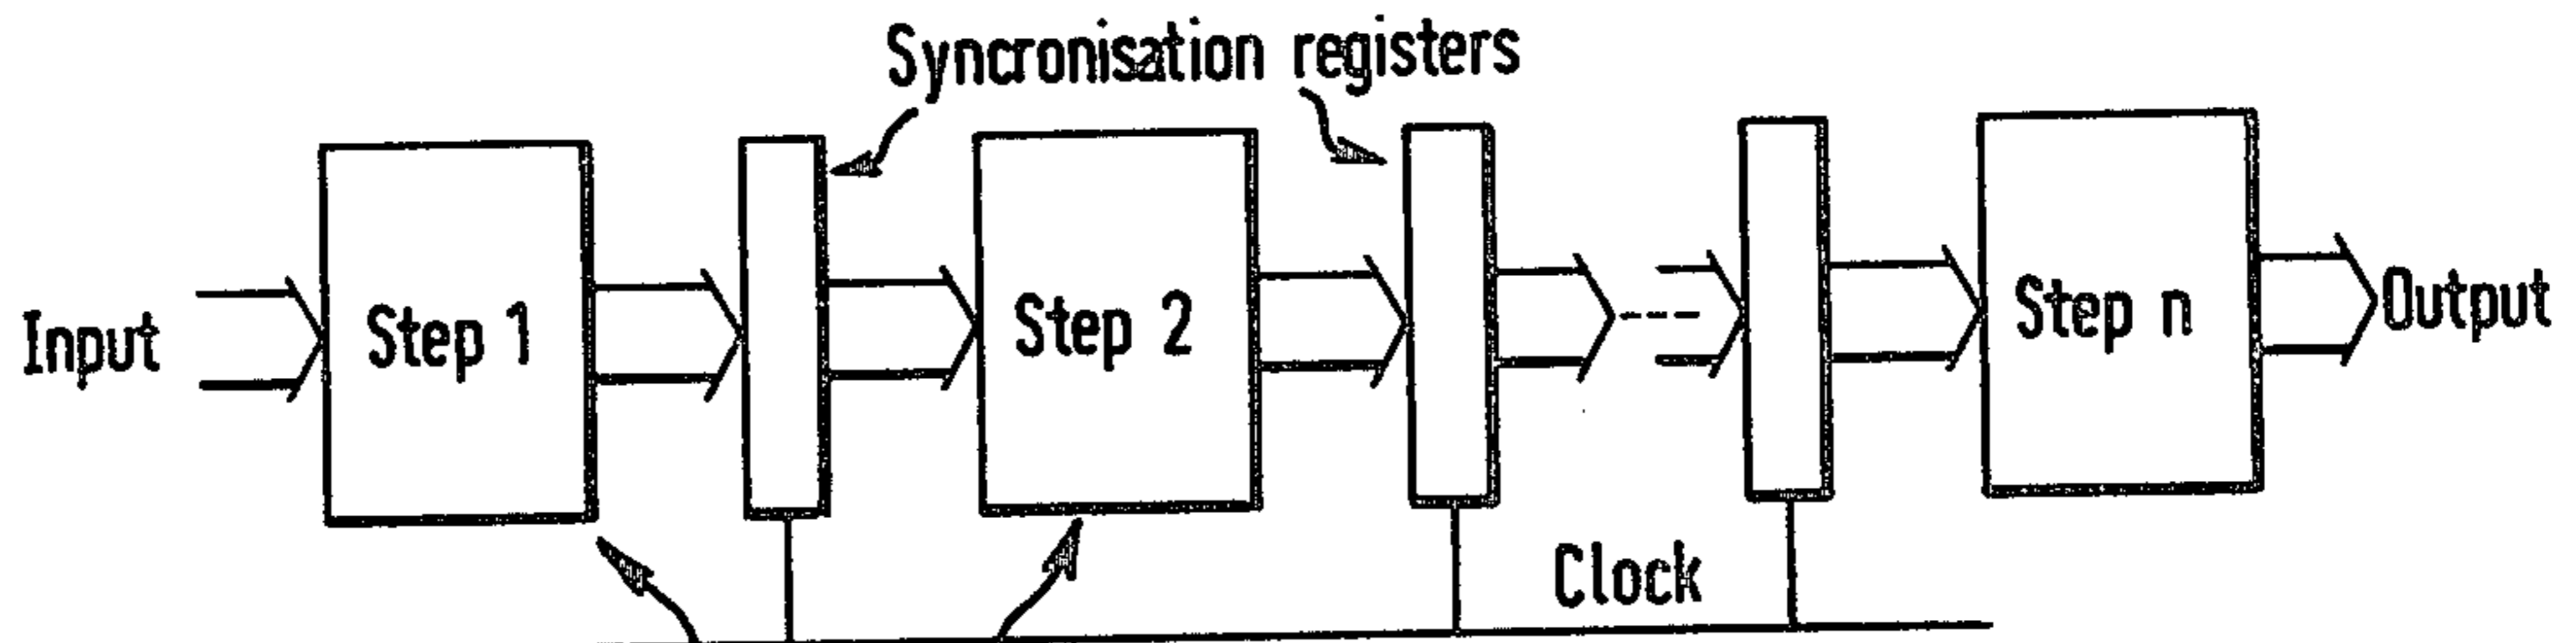 Syncronisation registers
Input
Step 1
Step 2
Step n
Output
Clock